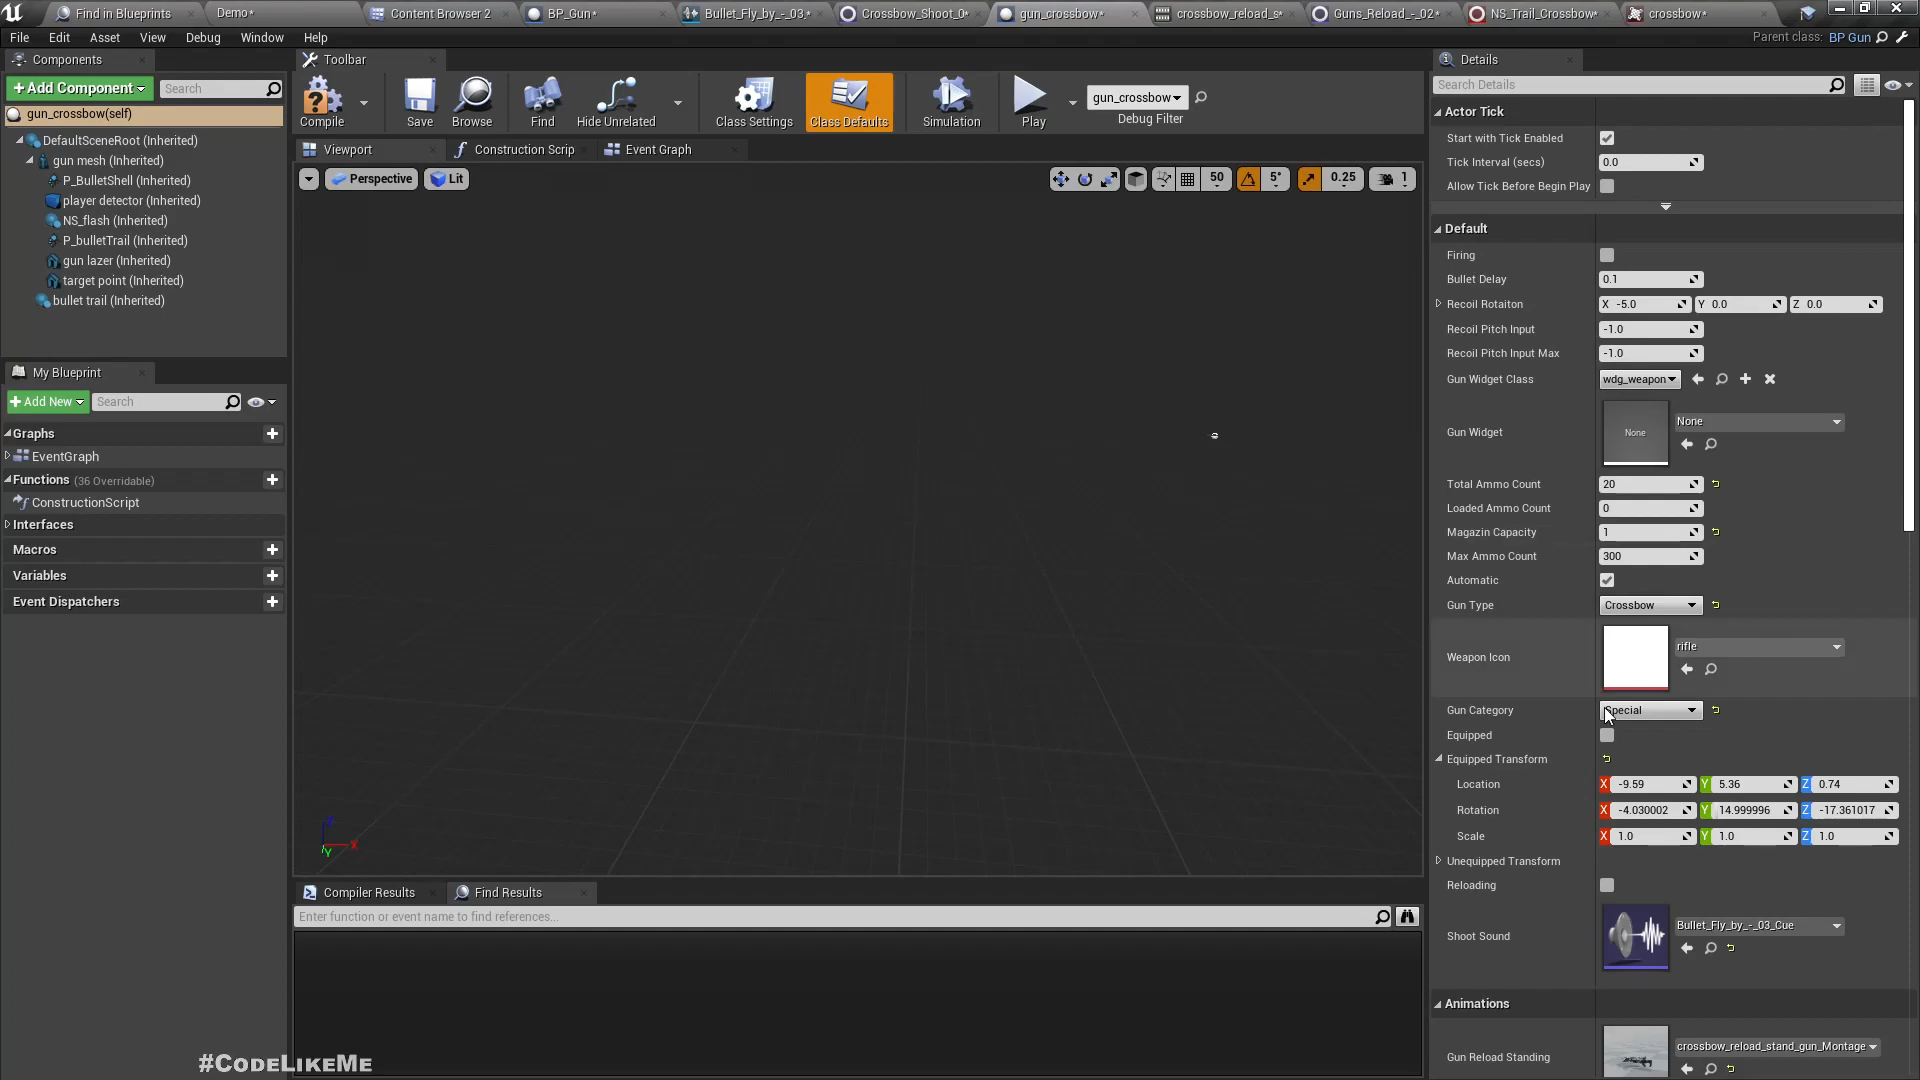 Find in Blueprints
Demo*
Content Browser 2
BP_Gun*
Bullet_Fly_by_-_03.*
Crossbow_Shoot_0*
gun_crossbow*
crossbow_reload_s*
Guns_Reload_-_02*
NS_Trail_Crossbow*
crossbow*
File Edit Asset View Debug Window Help
Parent class: BP Gun
Components
+Add Component
Search
gun_crossbow(self)
DefaultSceneRoot (Inherited)
gun mesh (Inherited)
P_BulletShell (Inherited)
player detector (Inherited)
NS_flash (Inherited)
P_bulletTrail (Inherited)
gun lazer (Inherited)
target point (Inherited)
bullet trail (Inherited)
My Blueprint
+Add New
Search
Graphs
EventGraph
Functions (36 Overridable)
ConstructionScript
Interfaces
Macros
Variables
Event Dispatchers
Toolbar
Compile
Save
Browse
Find
Hide Unrelated
Class Settings
Class Defaults
Simulation
Play
gun_crossbow
Debug Filter
Viewport
Construction Scrip
Event Graph
Perspective
Lit
50
5°
0.25
1
Z
X
Y
Compiler Results
Find Results
Enter function or event name to find references...
#CodeLikeMe
Details
Search Details
Actor Tick
Start with Tick Enabled
Tick Interval (secs) 0.0
Allow Tick Before Begin Play
Default
Firing
Bullet Delay 0.1
Recoil Rotaiton X -5.0 Y 0.0 Z 0.0
Recoil Pitch Input -1.0
Recoil Pitch Input Max -1.0
Gun Widget Class wdg_weapon
Gun Widget None None
Total Ammo Count 20
Loaded Ammo Count 0
Magazin Capacity 1
Max Ammo Count 300
Automatic
Gun Type Crossbow
Weapon Icon rifle
Gun Category Special
Equipped
Equipped Transform
Location X -9.59 Y 5.36 Z 0.74
Rotation X -4.030002 Y 14.999996 Z -17.361017
Scale X 1.0 Y 1.0 Z 1.0
Unequipped Transform
Reloading
Shoot Sound Bullet_Fly_by_-_03_Cue
Animations
Gun Reload Standing crossbow_reload_stand_gun_Montage